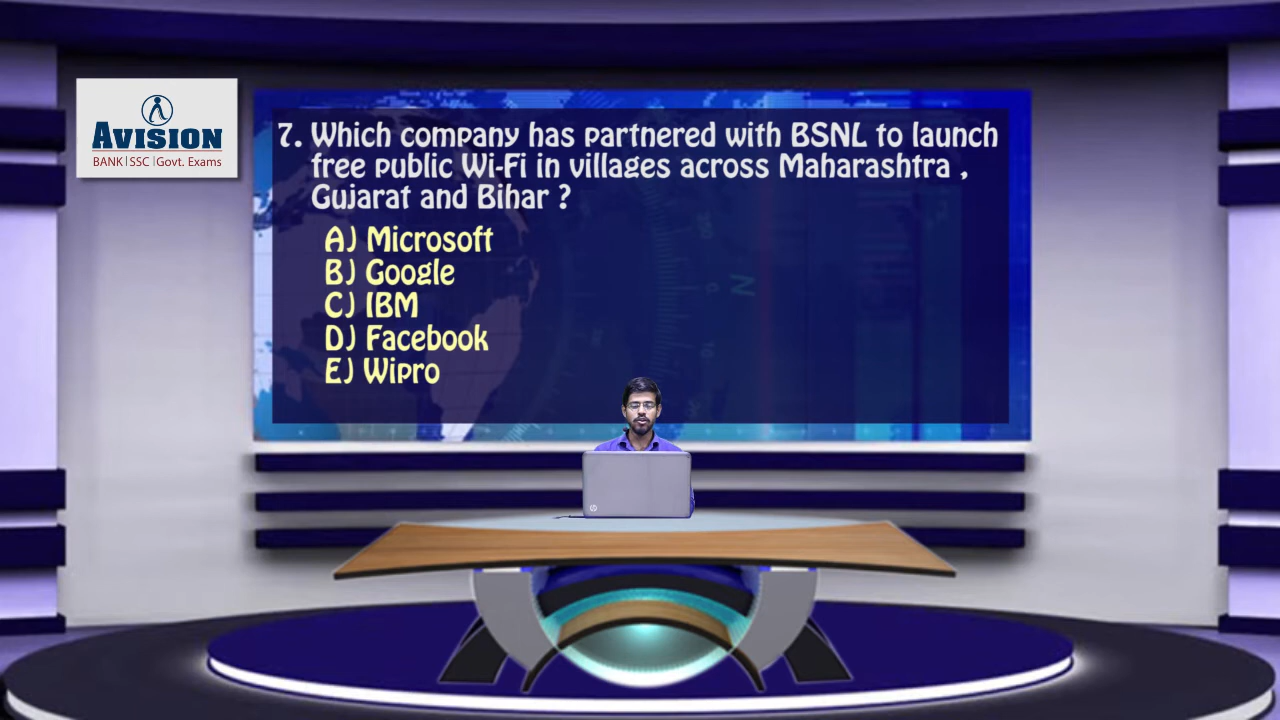 AVISION
BANK | SSC | Govt. Exams
7. Which company has partnered with BSNL to launch
free public Wi-Fi in villages across Maharashtra ,
Gujarat and Bihar ?
A) Microsoft
B) Google
C) IBM
D) Facebook
E) Wipro
hp
N